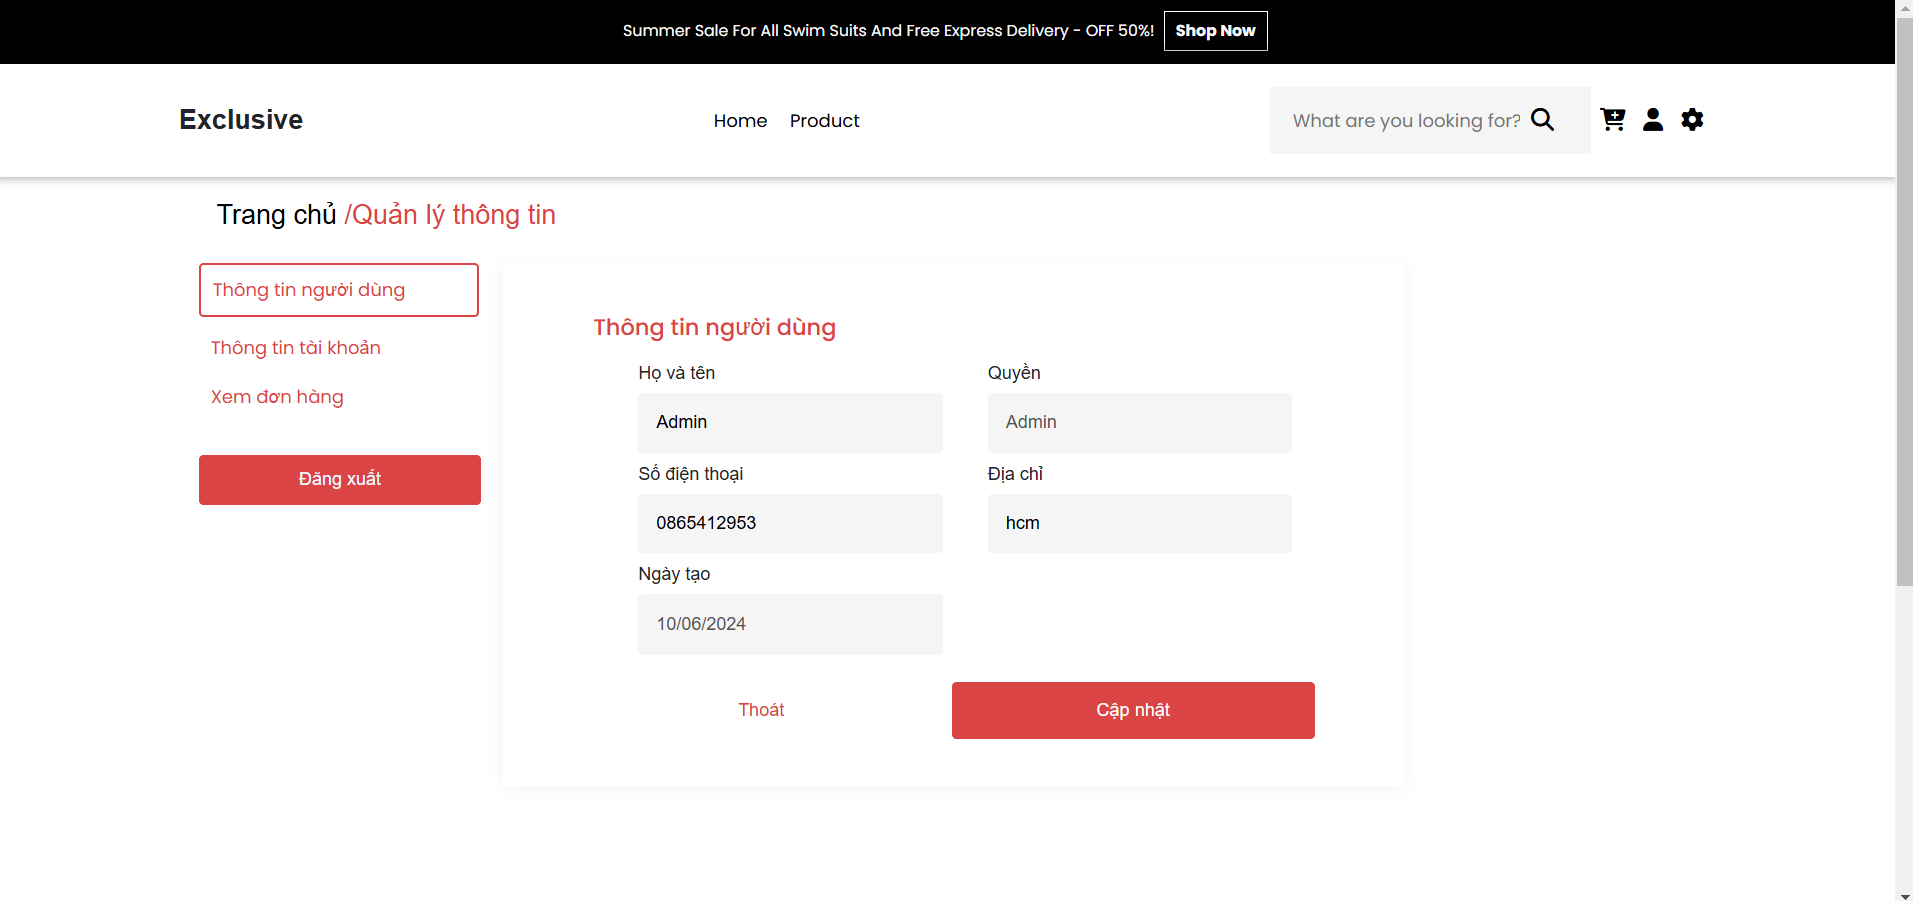 Summer Sale For All Swim Suits And Free Express Delivery - OFF 50%! Shop Now
Exclusive
Home Product
What are you looking for?
Trang chủ /Quản lý thông tin
Thông tin người dùng
Thông tin tài khoản
Xem đơn hàng
Đăng xuất
Thông tin người dùng
Họ và tên Quyền
Admin Admin
Số điện thoại Địa chỉ
0865412953 hcm
Ngày tạo
10/06/2024
Thoát Cập nhật